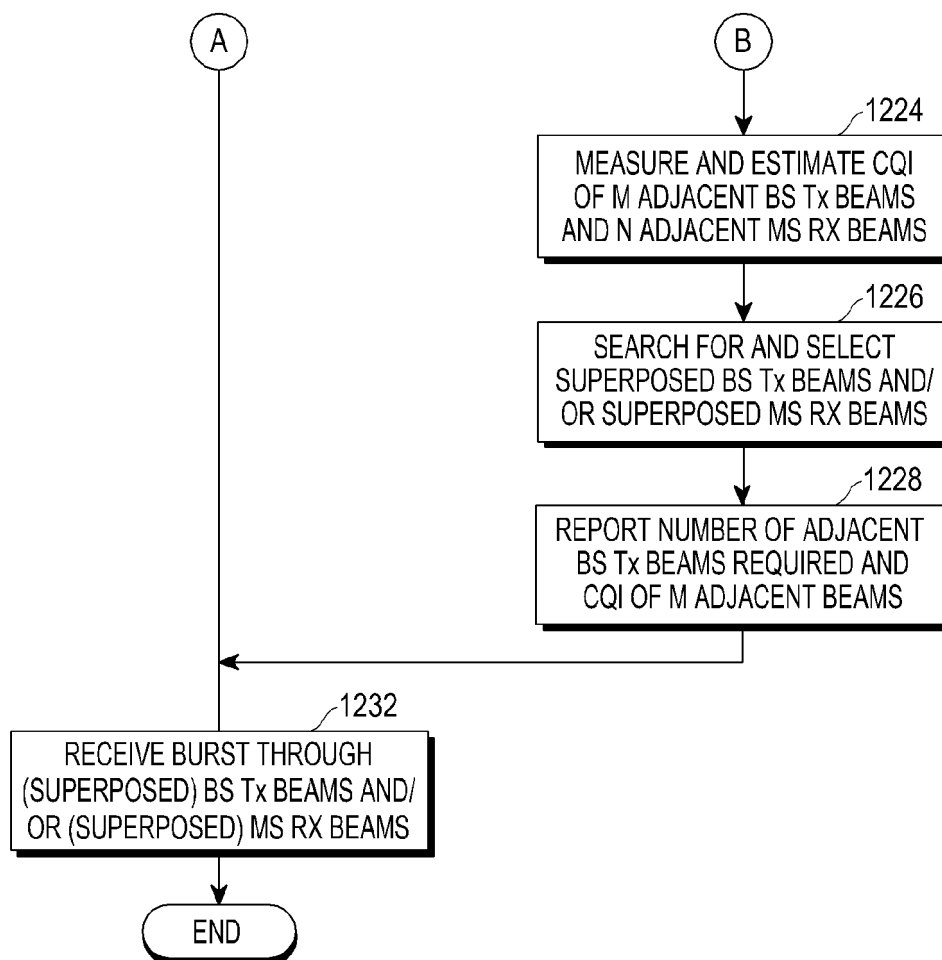 A
B
1224
MEASURE AND ESTIMATE CQI
OF M ADJACENT BS Tx BEAMS
AND N ADJACENT MS RX BEAMS
1226
SEARCH FOR AND SELECT
SUPERPOSED BS Tx BEAMS AND/
OR SUPERPOSED MS RX BEAMS
1228
REPORT NUMBER OF ADJACENT
BS Tx BEAMS REQUIRED AND
CQI OF M ADJACENT BEAMS
1232
RECEIVE BURST THROUGH
(SUPERPOSED) BS Tx BEAMS AND/
OR (SUPERPOSED) MS RX BEAMS
END